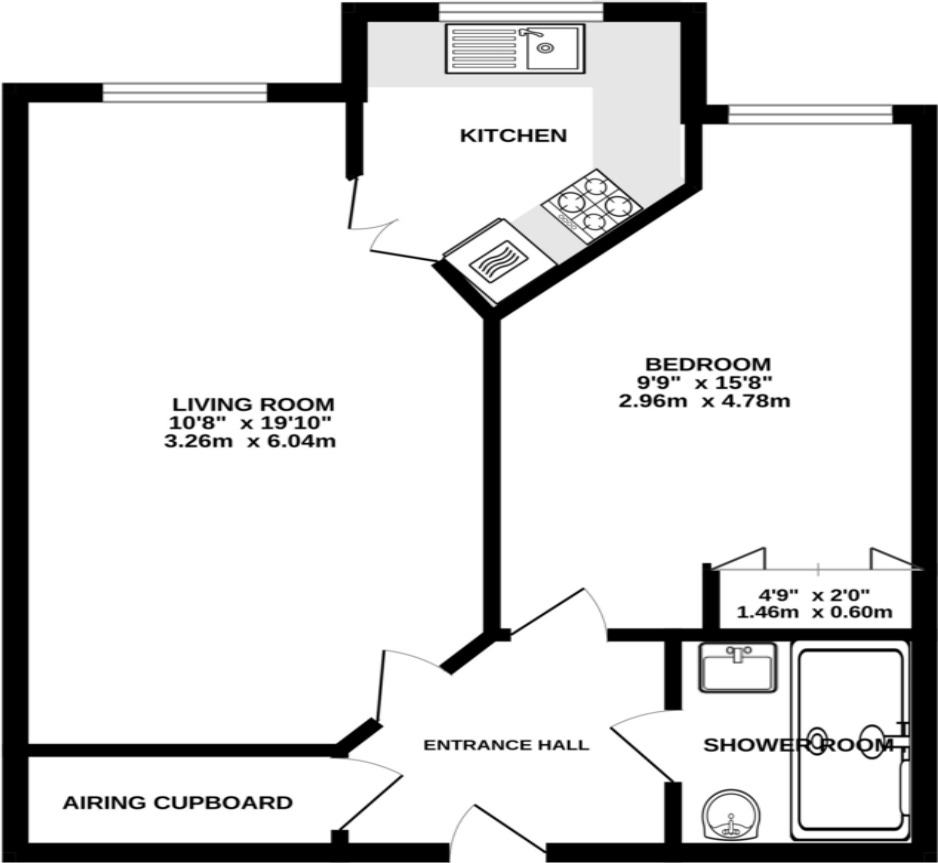 KITCHEN
BEDROOM
9'9" x 15'8"
2.96m x 4.78m
LIVING ROOM
10'8" x 19'10"
3.26m x 6.04m
4'9" x 2'0"
1.46m x 0.60m
ENTRANCE HALL
SHOWER ROOM
AIRING CUPBOARD